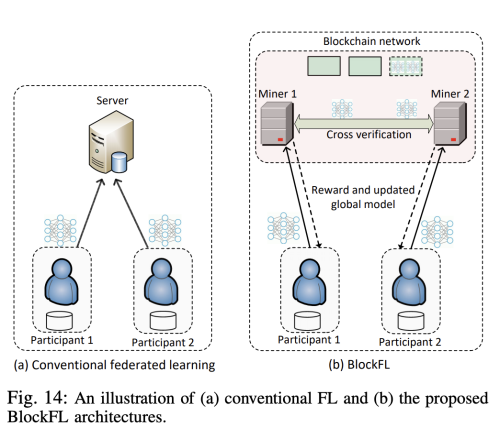 Server
Participant 1
Participant 2
(a) Conventional federated learning
Blockchain network
Miner 1
Miner 2
Cross verification
Reward and updated
global model
Participant 1
Participant 2
(b) BlockFL
Fig. 14: An illustration of (a) conventional FL and (b) the proposed
BlockFL architectures.